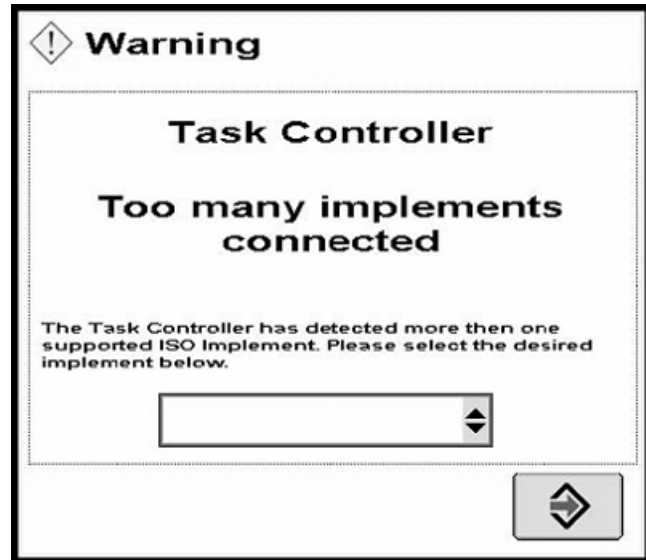 Warning
Task Controller
Too many implements
connected
The Task Controller has detected more then one
supported ISO Implement. Please select the desired
implement below.